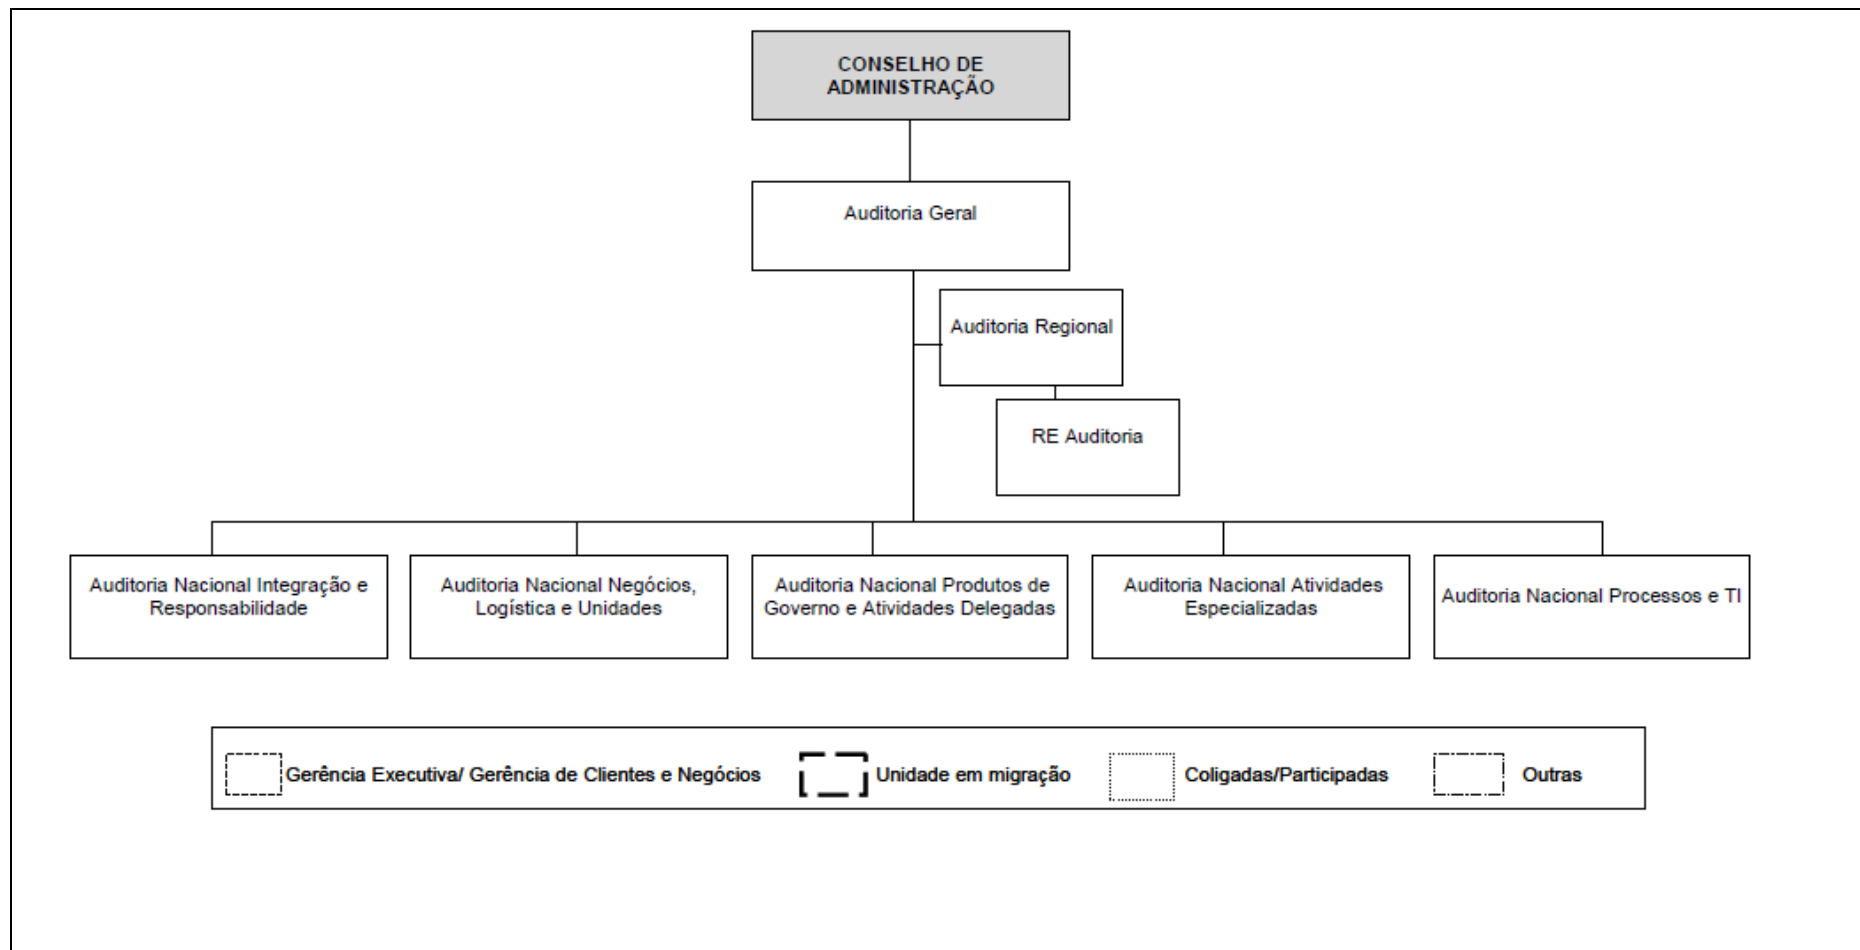 CONSELHO DE
ADMINISTRAÇÃO
Auditoria Geral
Auditoria Regional
RE Auditoria
Auditoria Nacional Integração e
Responsabilidade
Auditoria Nacional Negócios,
Logística e Unidades
Auditoria Nacional Produtos de
Governo e Atividades Delegadas
Auditoria Nacional Atividades
Especializadas
Auditoria Nacional Processos e TI
Gerência Executiva/ Gerência de Clientes e Negócios
Unidade em migração
Coligadas/Participadas
Outras